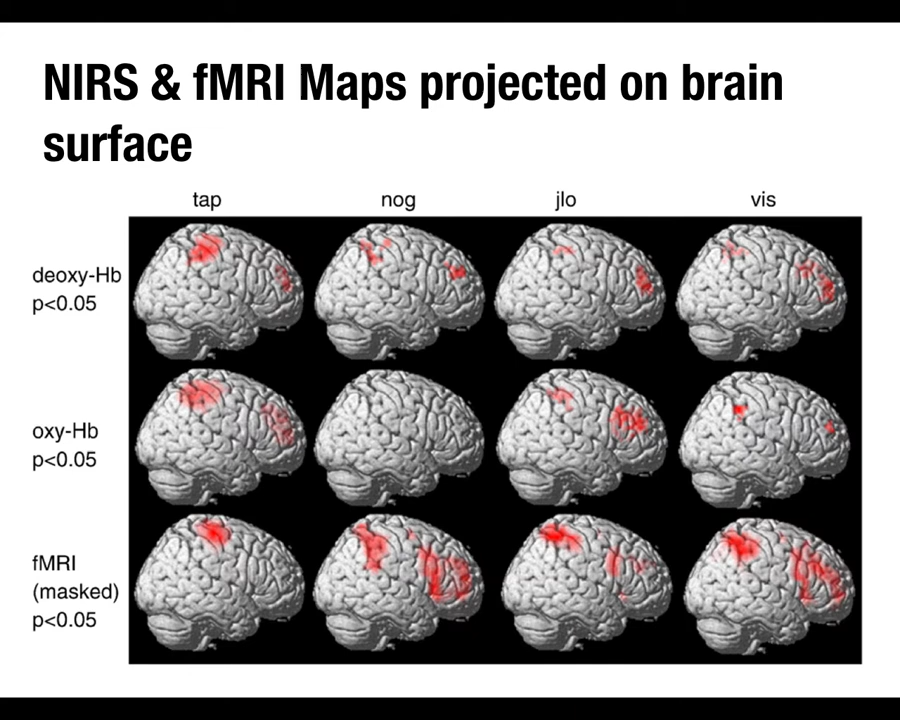 NIRS & fMRI Maps projected on brain
surface
tap nog jlo vis
deoxy-Hb
p<0.05
oxy-Hb
p<0.05
fMRI
(masked)
p<0.05